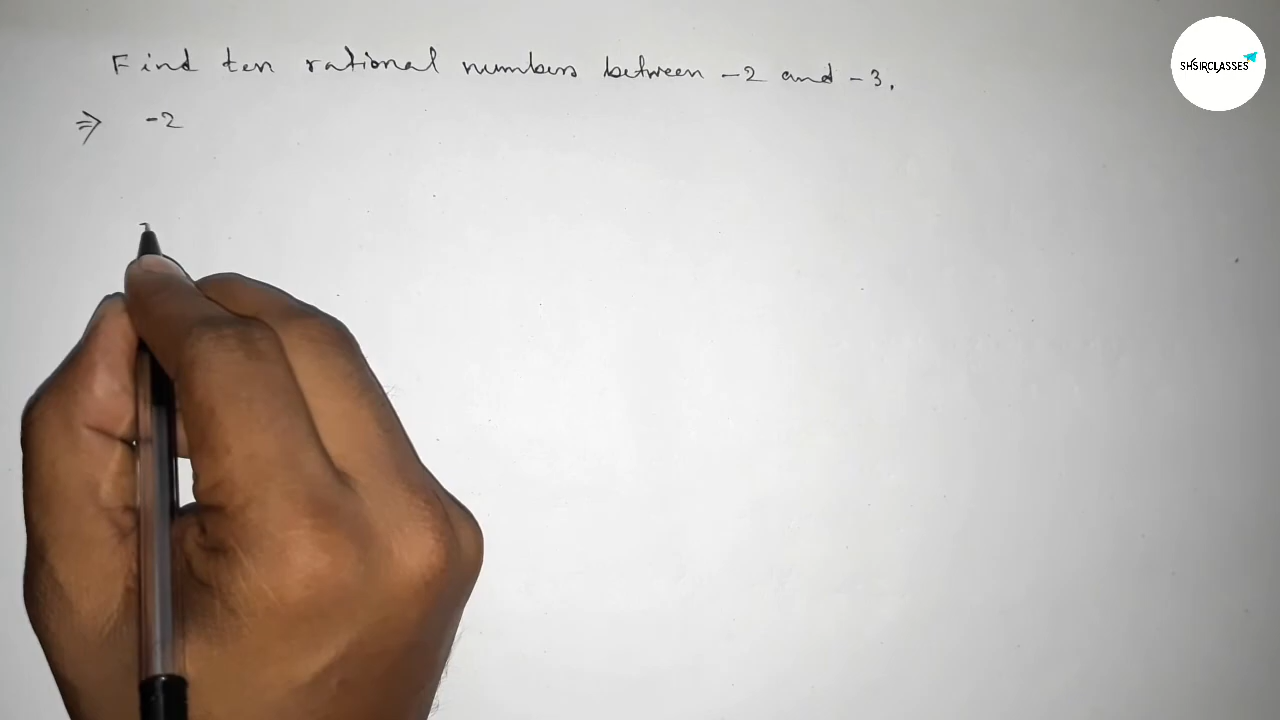 Find ten rational numbers between -2 and -3.
⇒ -2
SHSIRCLASSES